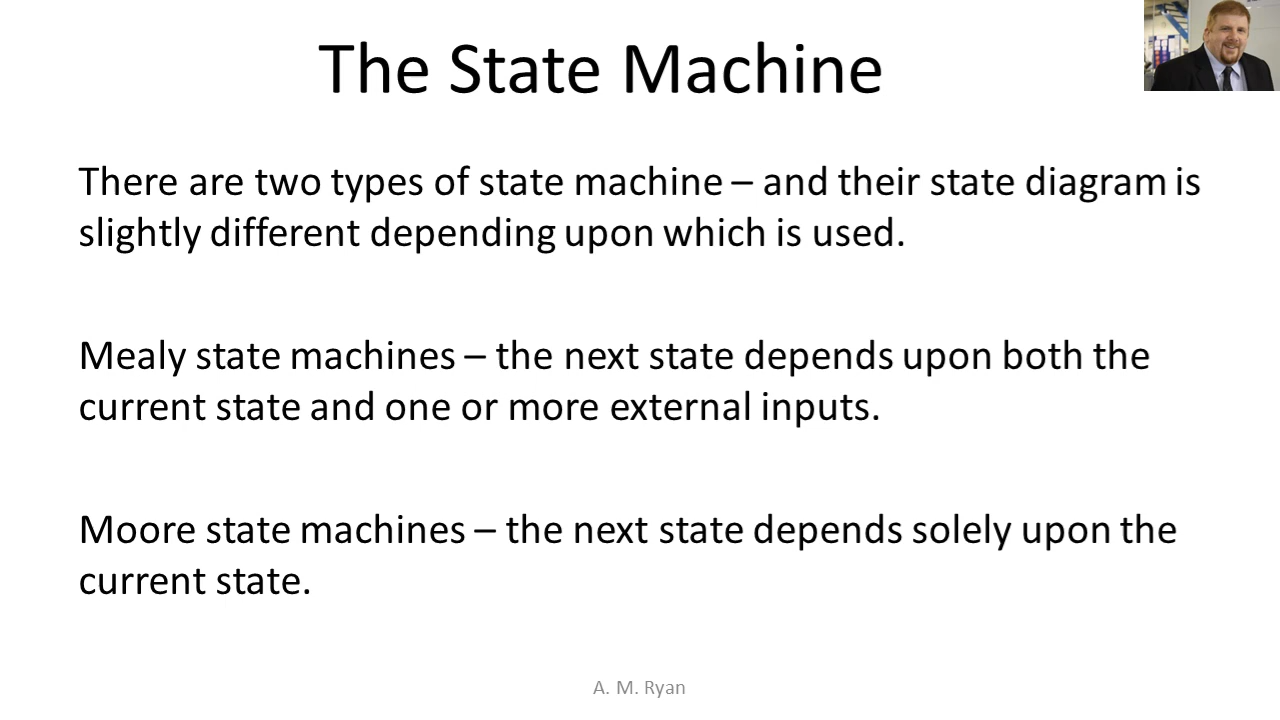 The State Machine
There are two types of state machine – and their state diagram is
slightly different depending upon which is used.
Mealy state machines – the next state depends upon both the
current state and one or more external inputs.
Moore state machines – the next state depends solely upon the
current state.
A. M. Ryan